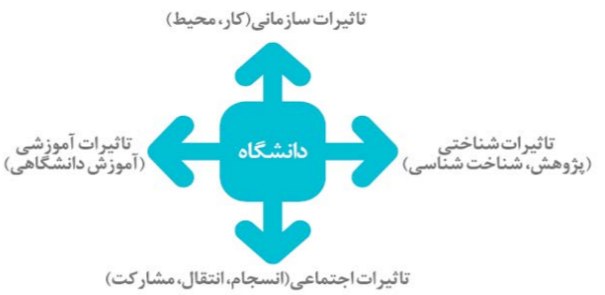 تاثیرات سازمانی(کار، محیط)
تاثیرات شناختی
(پژوهش، شناخت شناسی)
دانشگاه
تاثیرات آموزشی
(آموزش دانشگاهی)
تاثیرات اجتماعی(انسجام، انتقال، مشارکت)